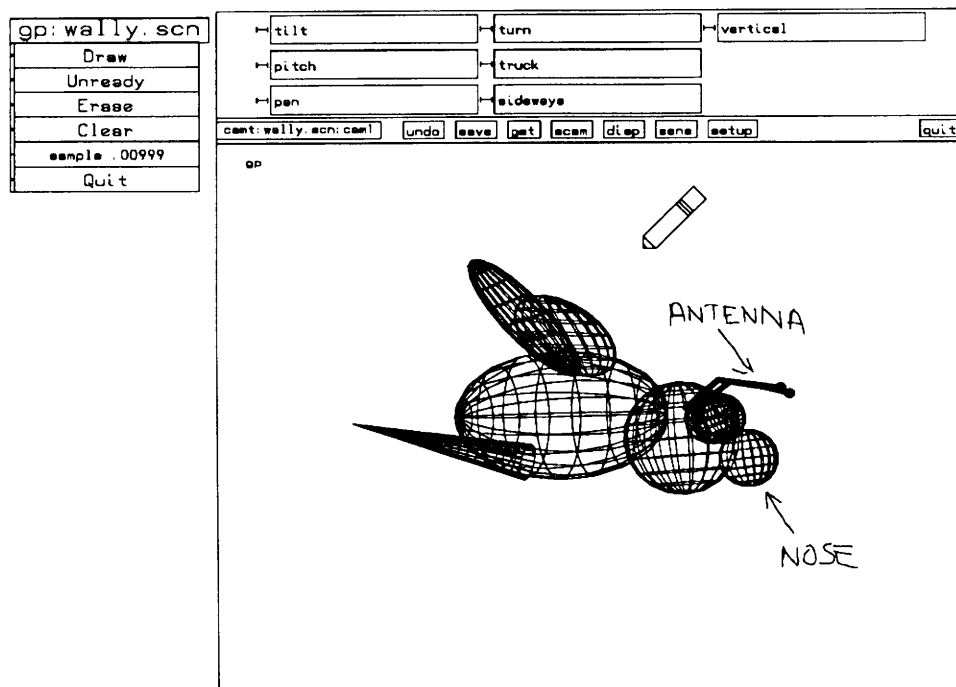 gp:wally.scn
Draw
Unready
Erase
Clear
sample .00999
Quit
tilt
turn
vertical
pitch
truck
pan
sideways
camt:wally.scn:cam1
undo
save
get
scam
disp
sens
setup
quit
gp
ANTENNA
NOSE